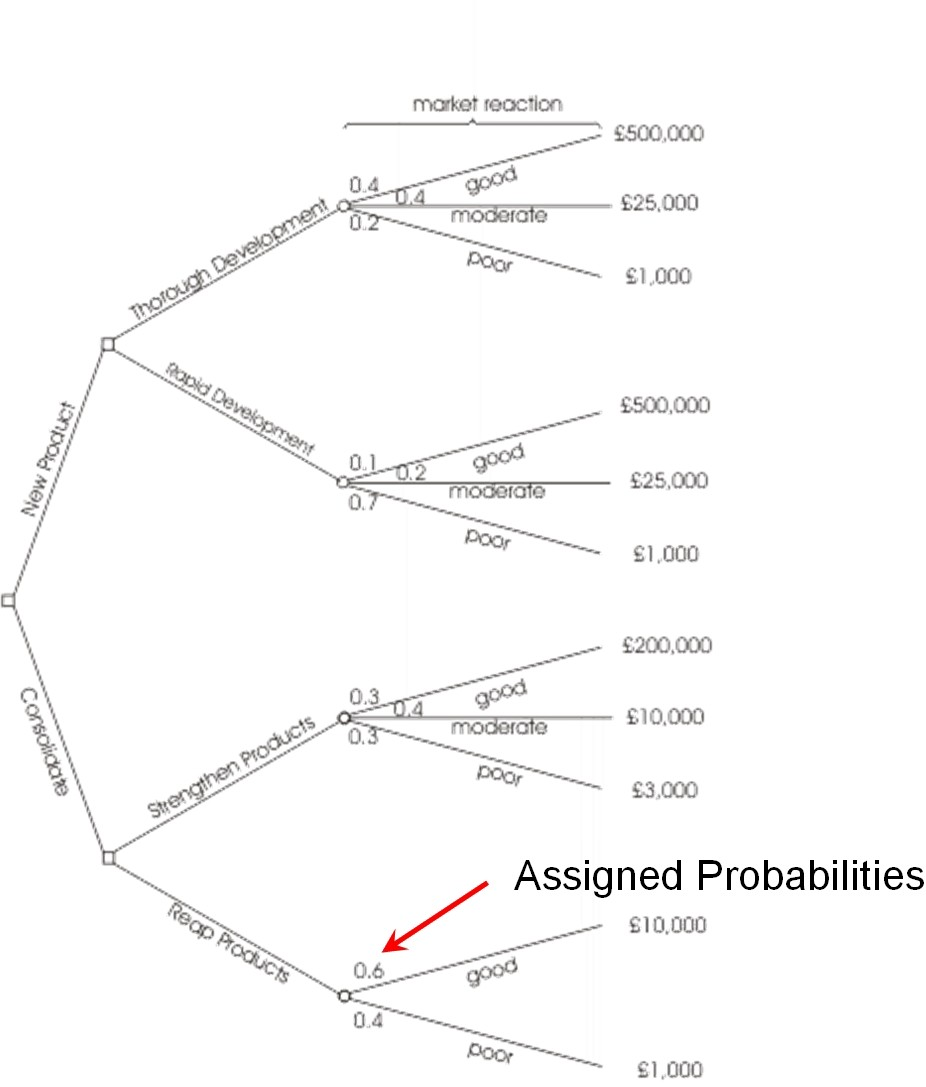 market reaction
£500,000
0.4
good
0.4
£25,000
moderate
0.2
Thorough Development
poor
£1,000
Rapid Development
£500,000
New Product
0.1
good
0.2
£25,000
moderate
0.7
poor
£1,000
£200,000
0.3
good
0.4
£10,000
moderate
0.3
Consolidate
Strengthen Products
poor
£3,000
Assigned Probabilities
Reap Products
£10,000
0.6
good
0.4
poor
£1,000